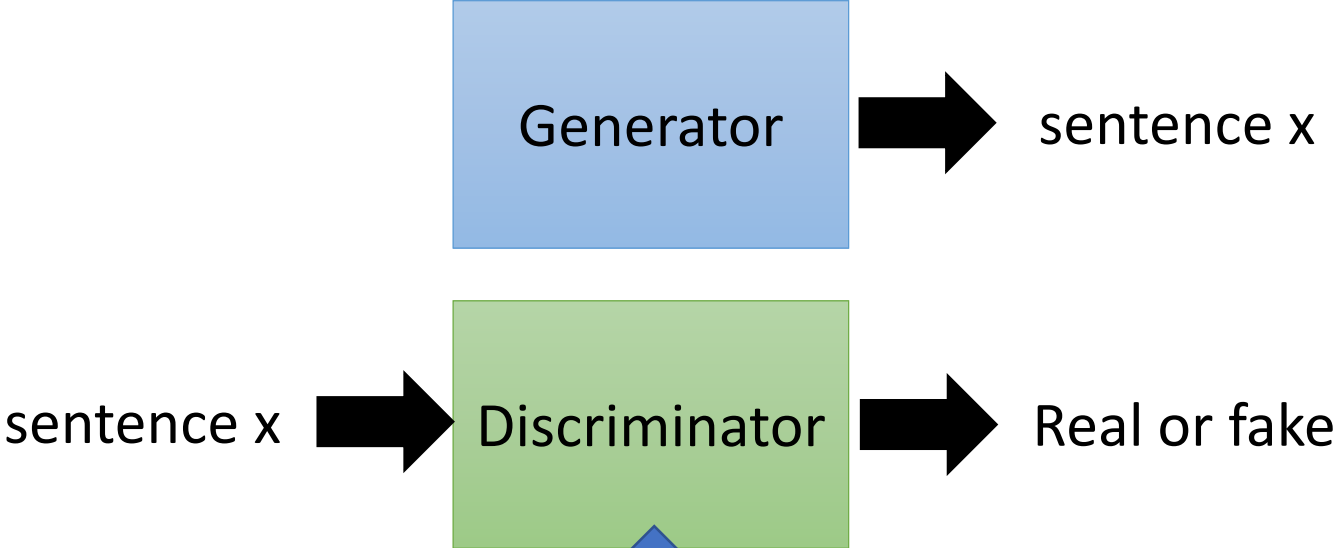 Generator
sentence x
sentence x
Discriminator
Real or fake